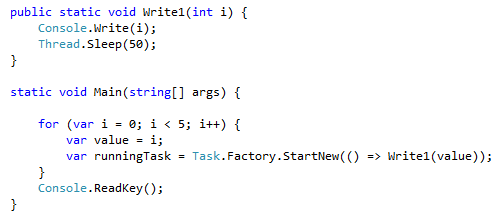 public static void Write1(int i) {
    Console.Write(i);
    Thread.Sleep(50);
}
static void Main(string[] args) {
    for (var i = 0; i < 5; i++) {
        var value = i;
        var runningTask = Task.Factory.StartNew(() => Write1(value));
    }
    Console.ReadKey();
}